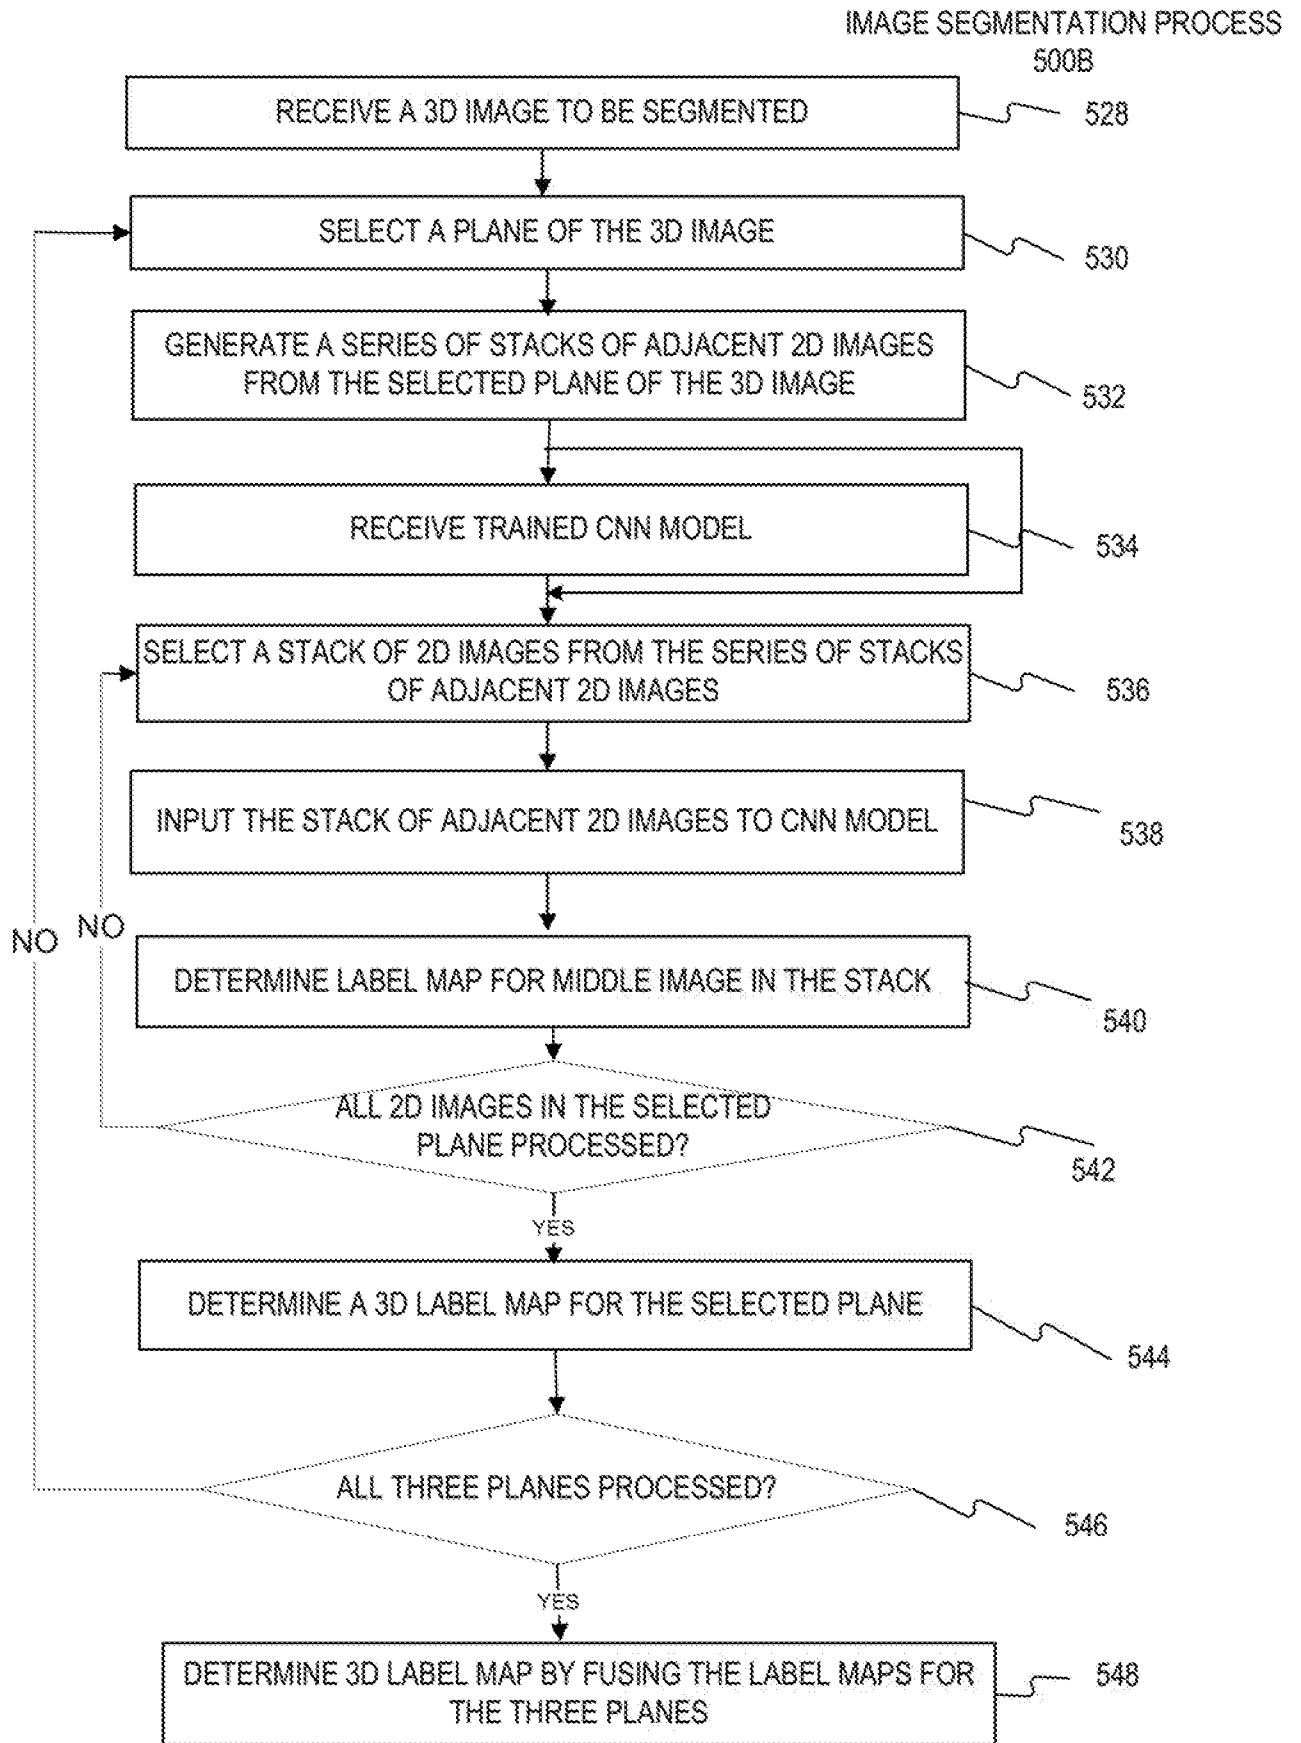 IMAGE SEGMENTATION PROCESS
500B
RECEIVE A 3D IMAGE TO BE SEGMENTED
528
SELECT A PLANE OF THE 3D IMAGE
530
GENERATE A SERIES OF STACKS OF ADJACENT 2D IMAGES
FROM THE SELECTED PLANE OF THE 3D IMAGE
532
RECEIVE TRAINED CNN MODEL
534
SELECT A STACK OF 2D IMAGES FROM THE SERIES OF STACKS
OF ADJACENT 2D IMAGES
536
INPUT THE STACK OF ADJACENT 2D IMAGES TO CNN MODEL
538
NO
NO
DETERMINE LABEL MAP FOR MIDDLE IMAGE IN THE STACK
540
ALL 2D IMAGES IN THE SELECTED
PLANE PROCESSED?
542
YES
DETERMINE A 3D LABEL MAP FOR THE SELECTED PLANE
544
ALL THREE PLANES PROCESSED?
546
YES
DETERMINE 3D LABEL MAP BY FUSING THE LABEL MAPS FOR
THE THREE PLANES
548